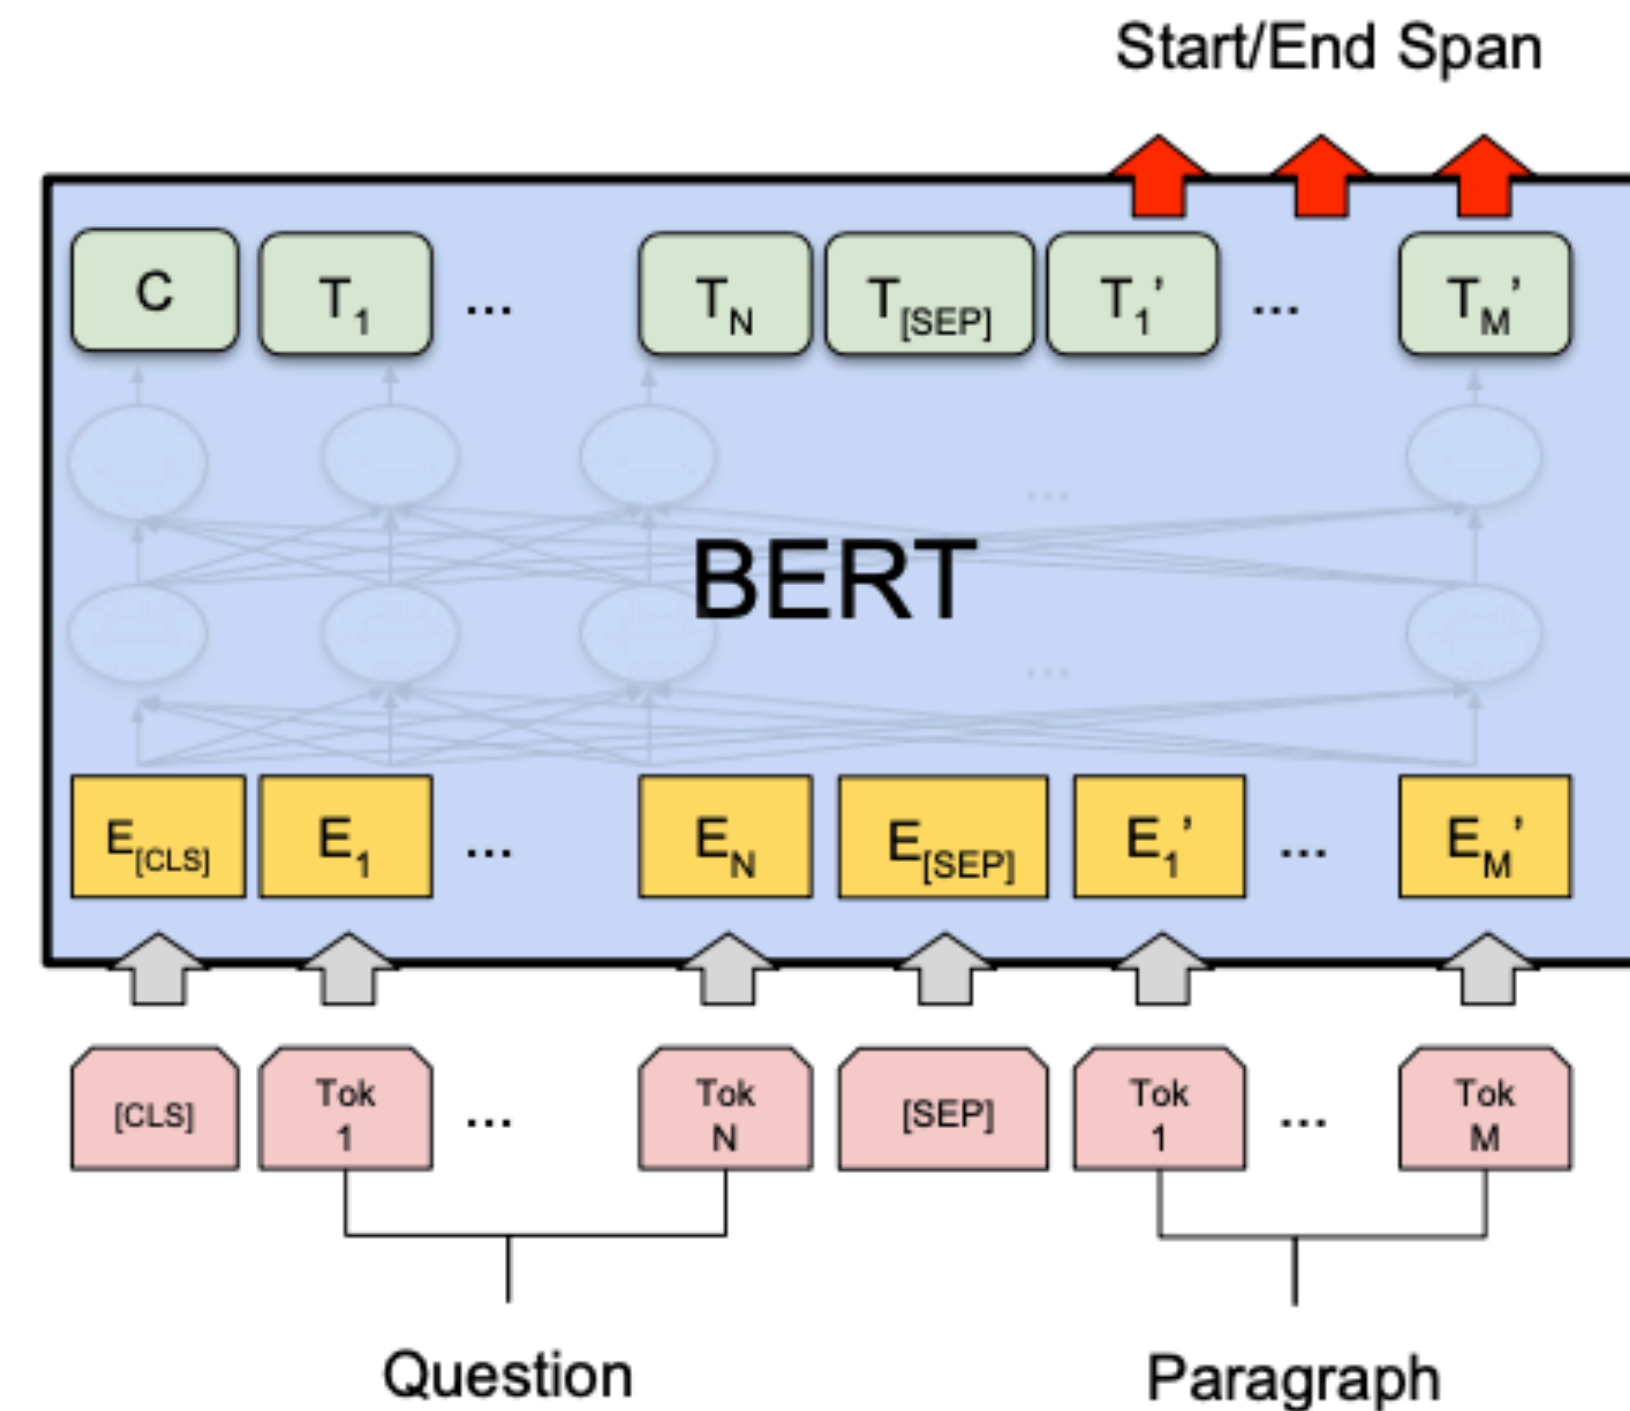 Start/End Span
C T1 ... TN T[SEP] T1’ ... TM’
...
BERT
...
E[CLS] E1 ... EN E[SEP] E1’ ... EM’
[CLS] Tok 1 ... Tok N [SEP] Tok 1 ... Tok M
Question Paragraph